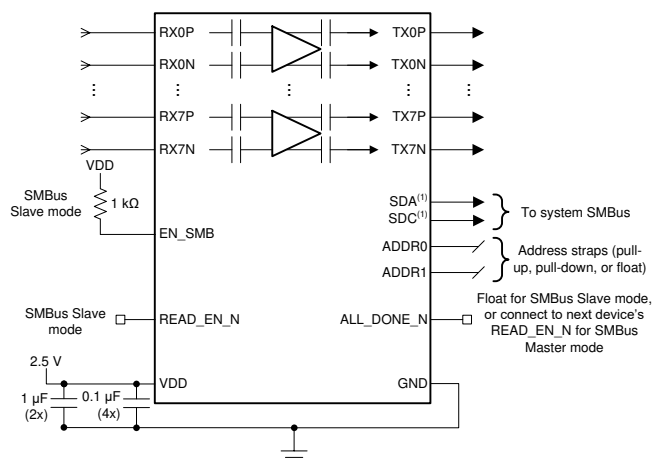 RX0P
TX0P
RX0N
TX0N
RX7P
TX7P
RX7N
TX7N
VDD
SMBus
Slave mode
1 kΩ
EN_SMB
SDA(1)
SDC(1)
To system SMBus
ADDR0
ADDR1
Address straps (pull-
up, pull-down, or float)
SMBus Slave
mode
READ_EN_N
ALL_DONE_N
Float for SMBus Slave mode,
or connect to next device's
READ_EN_N for SMBus
Master mode
2.5 V
VDD
GND
1 µF
(2x)
0.1 µF
(4x)